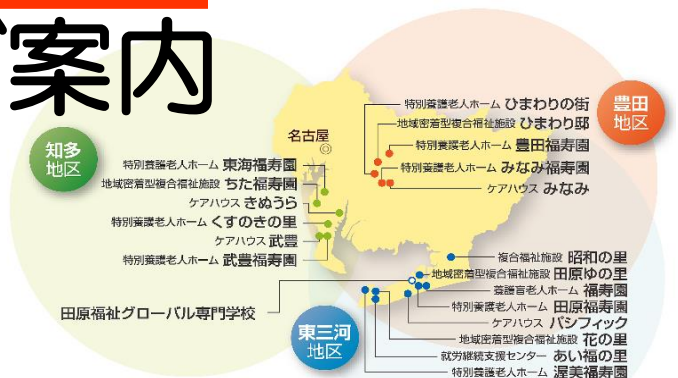 案内
知多
地区
名古屋
特別養護老人ホーム 東海福寿園
地域密着型複合福祉施設 ちた福寿園
ケアハウス きぬうら
特別養護老人ホーム くすのきの里
ケアハウス 武豊
特別養護老人ホーム 武豊福寿園
田原福祉グローバル専門学校
豊田
地区
特別養護老人ホーム ひまわりの街
地域密着型複合福祉施設 ひまわり邸
特別養護老人ホーム 豊田福寿園
特別養護老人ホーム みなみ福寿園
ケアハウス みなみ
東三河
地区
複合福祉施設 昭和の里
地域密着型複合福祉施設 田原ゆの里
養護盲老人ホーム 福寿園
特別養護老人ホーム 田原福寿園
ケアハウス パシフィック
地域密着型複合福祉施設 花の里
就労継続支援センター あい福の里
特別養護老人ホーム 渥美福寿園